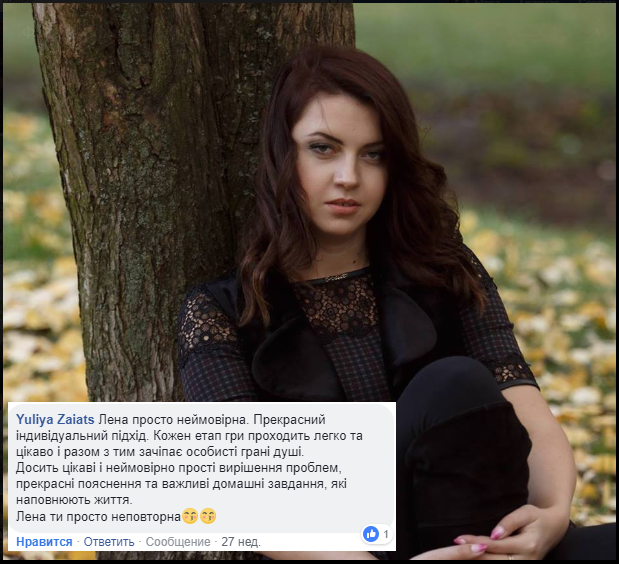 Yuliya Zaiats Лена просто неймовірна. Прекрасний
індивідуальний підхід. Кожен етап гри проходить легко та
цікаво і разом з тим зачіпає особисті грані душі.
Досить цікаві і неймовірно прості вирішення проблем,
прекрасні пояснення та важливі домашні завдання, які
наповнюють життя.
Лена ти просто неповторна😚😚
Нравится · Ответить · Сообщение · 27 нед.
1